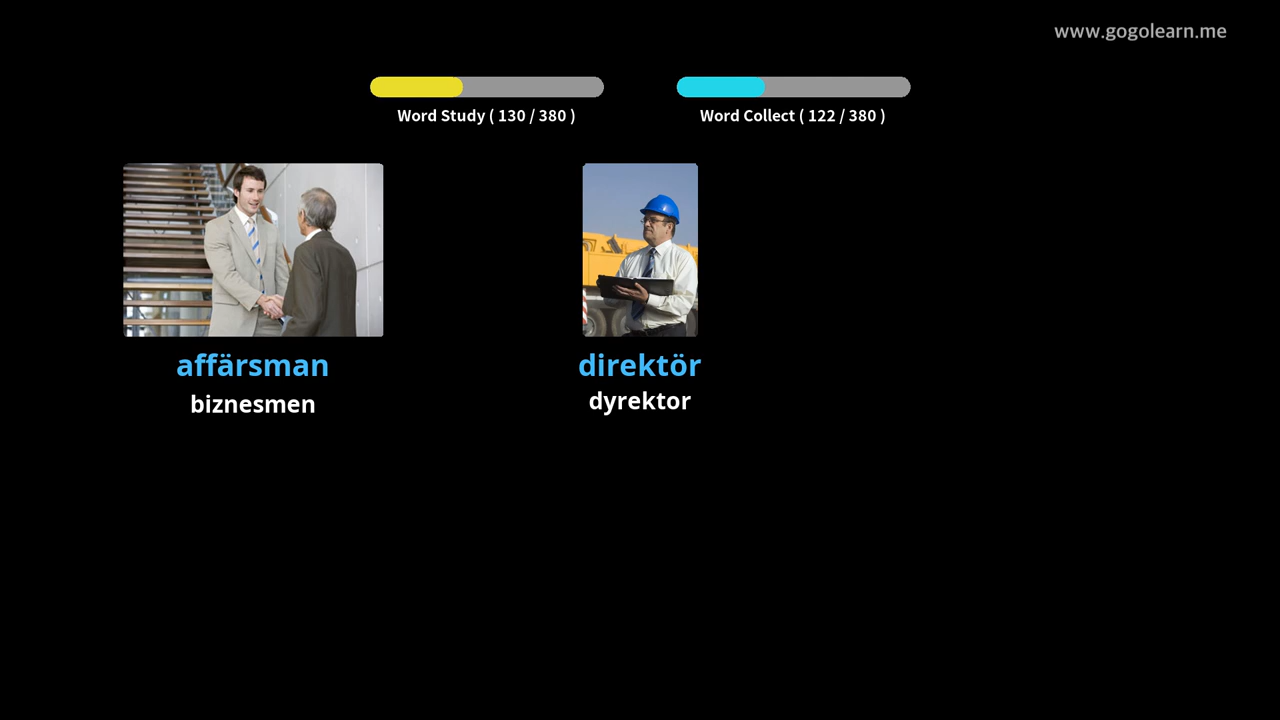 www.gogolearn.me
Word Study ( 130 / 380 )
Word Collect ( 122 / 380 )
affärsman
biznesmen
direktör
dyrektor